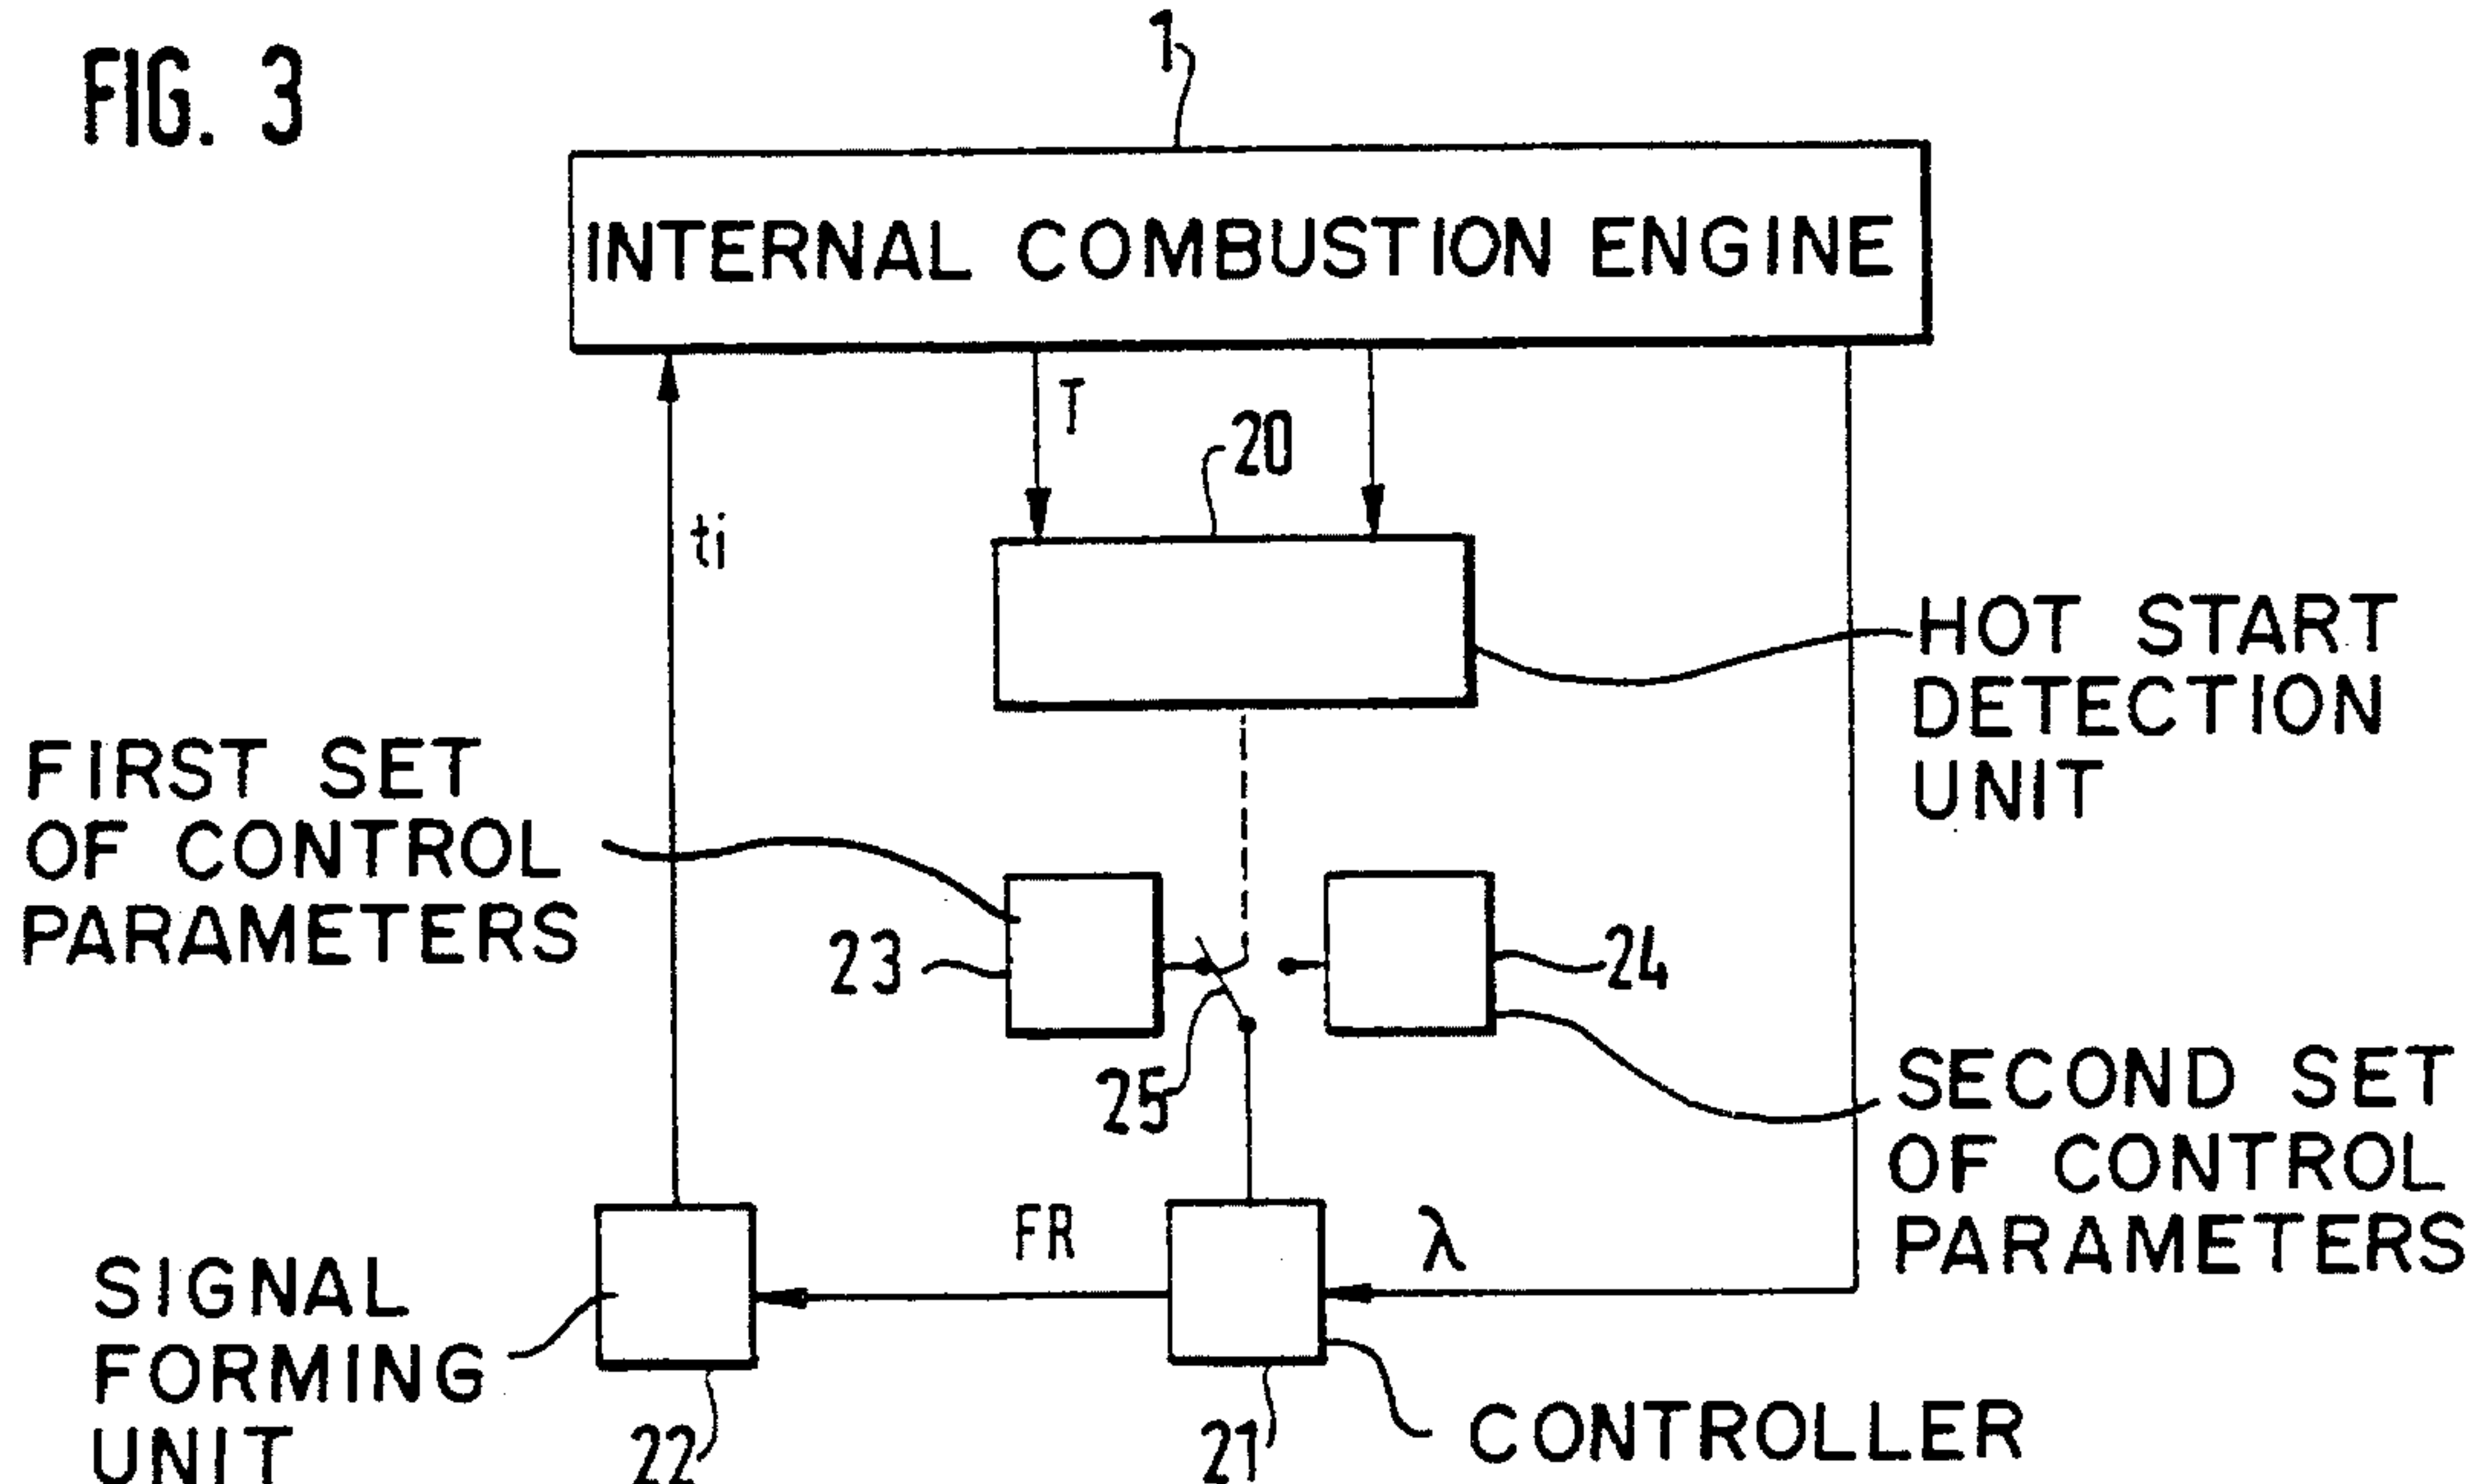 FIG. 3
1
INTERNAL COMBUSTION ENGINE
T
20
ti
HOT START
DETECTION
UNIT
FIRST SET
OF CONTROL
PARAMETERS
23
24
25
SECOND SET
OF CONTROL
PARAMETERS
FR
λ
SIGNAL
FORMING
UNIT
22
21
CONTROLLER